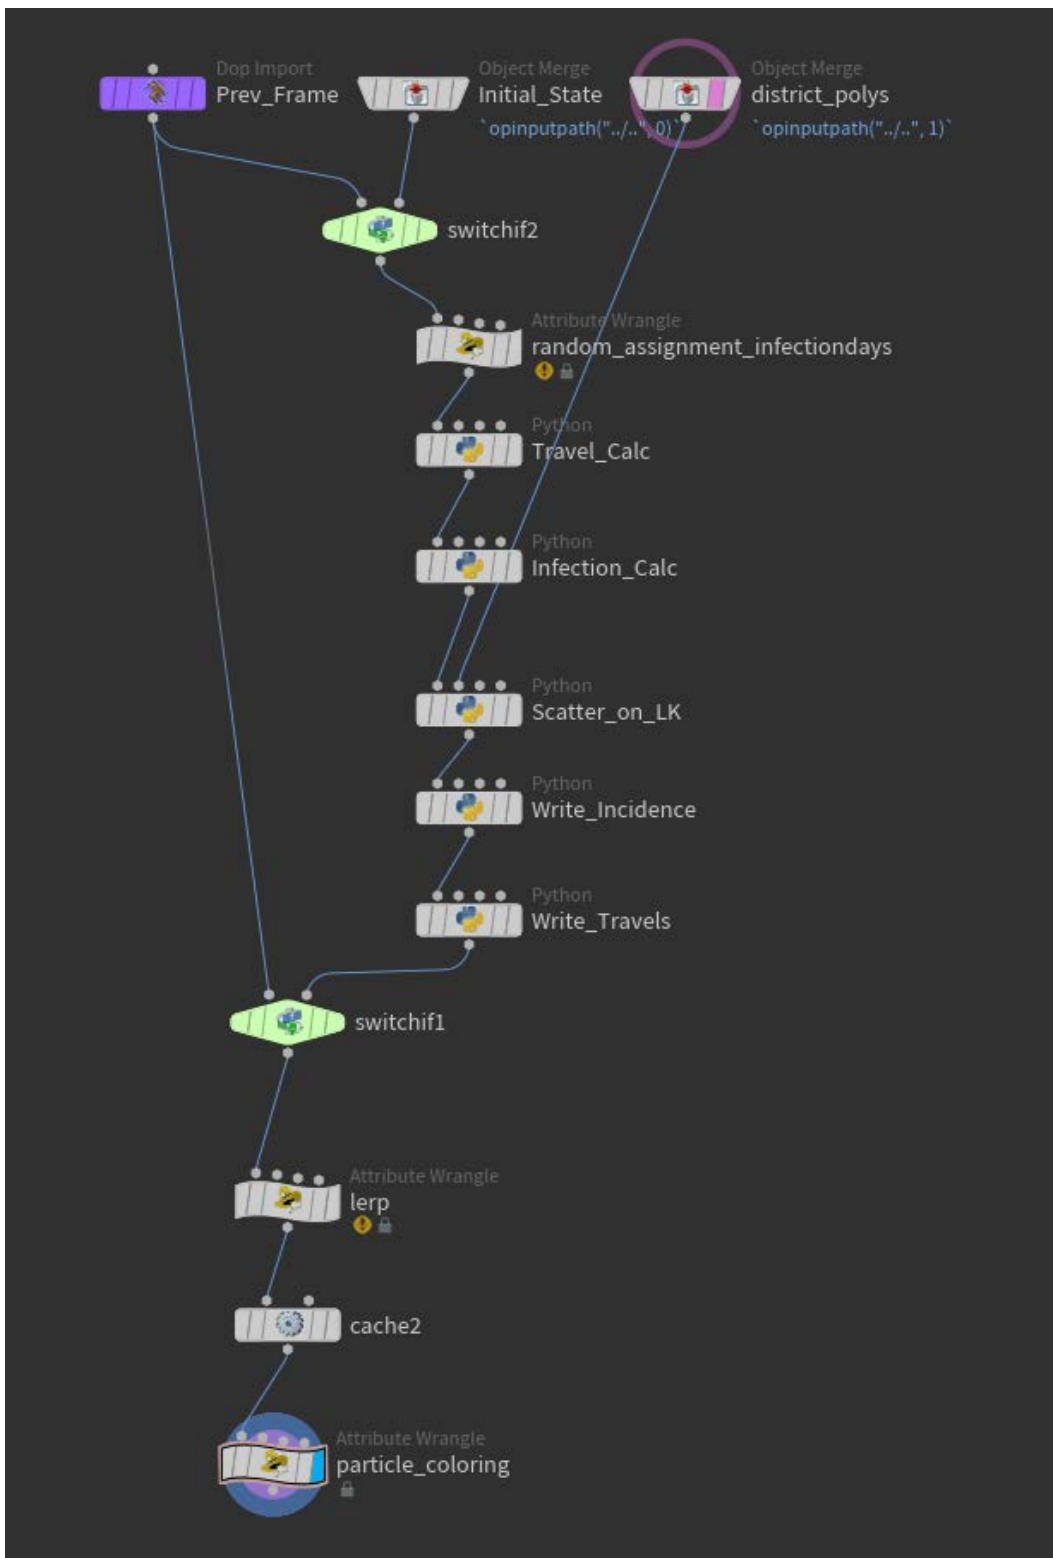 Dop Import
Prev_Frame
Object Merge
Initial_State
`opinputpath("../..", 0)`
Object Merge
district_polys
`opinputpath("../..", 1)`
switchif2
Attribute Wrangle
random_assignment_infectiondays
Python
Travel_Calc
Python
Infection_Calc
Python
Scatter_on_LK
Python
Write_Incidence
Python
Write_Travels
switchif1
Attribute Wrangle
lerp
cache2
Attribute Wrangle
particle_coloring